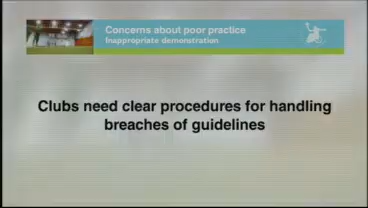 Concerns about poor practice
Inappropriate demonstration
Clubs need clear procedures for handling
breaches of guidelines